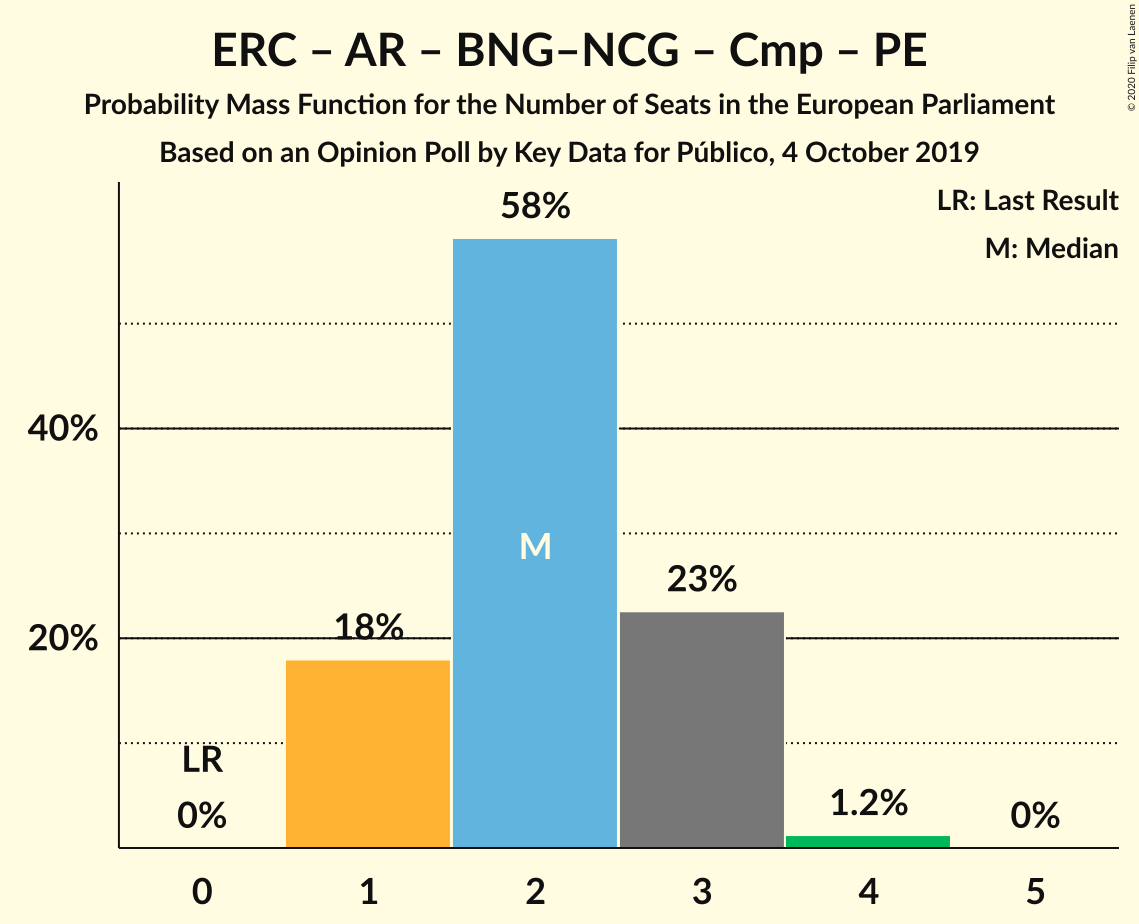 ERC – AR – BNG–NCG – Cmp – PE
Probability Mass Function for the Number of Seats in the European Parliament
Based on an Opinion Poll by Key Data for Público, 4 October 2019
© 2020 Filip van Laenen
LR: Last Result
M: Median
58%
40%
M
23%
18%
20%
LR
0%
1.2%
0%
0 1 2 3 4 5